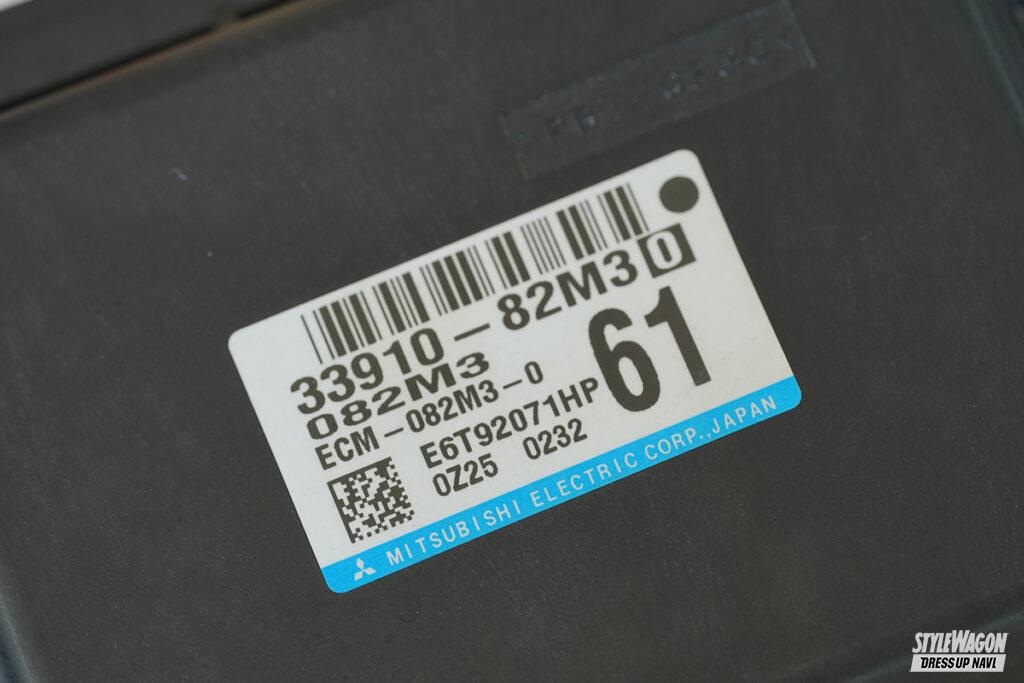 33910-82M3 0
082M3
ECM-082M3-0
61
E6T92071HP
0Z25 0232
MITSUBISHI ELECTRIC CORP.,JAPAN
STYLEWAGON
DRESS UP NAVI.